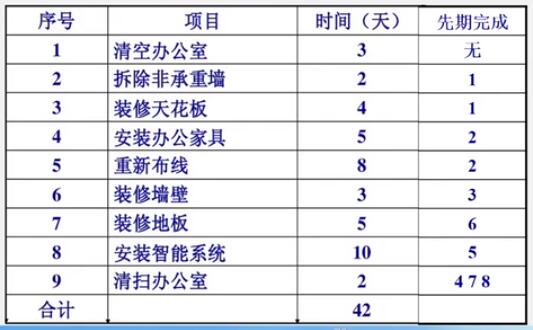 序号 项目 时间（天） 先期完成
1 清空办公室 3 无
2 拆除非承重墙 2 1
3 装修天花板 4 1
4 安装办公家具 5 2
5 重新布线 8 2
6 装修墙壁 3 3
7 装修地板 5 6
8 安装智能系统 10 5
9 清扫办公室 2 4 7 8
合计 42